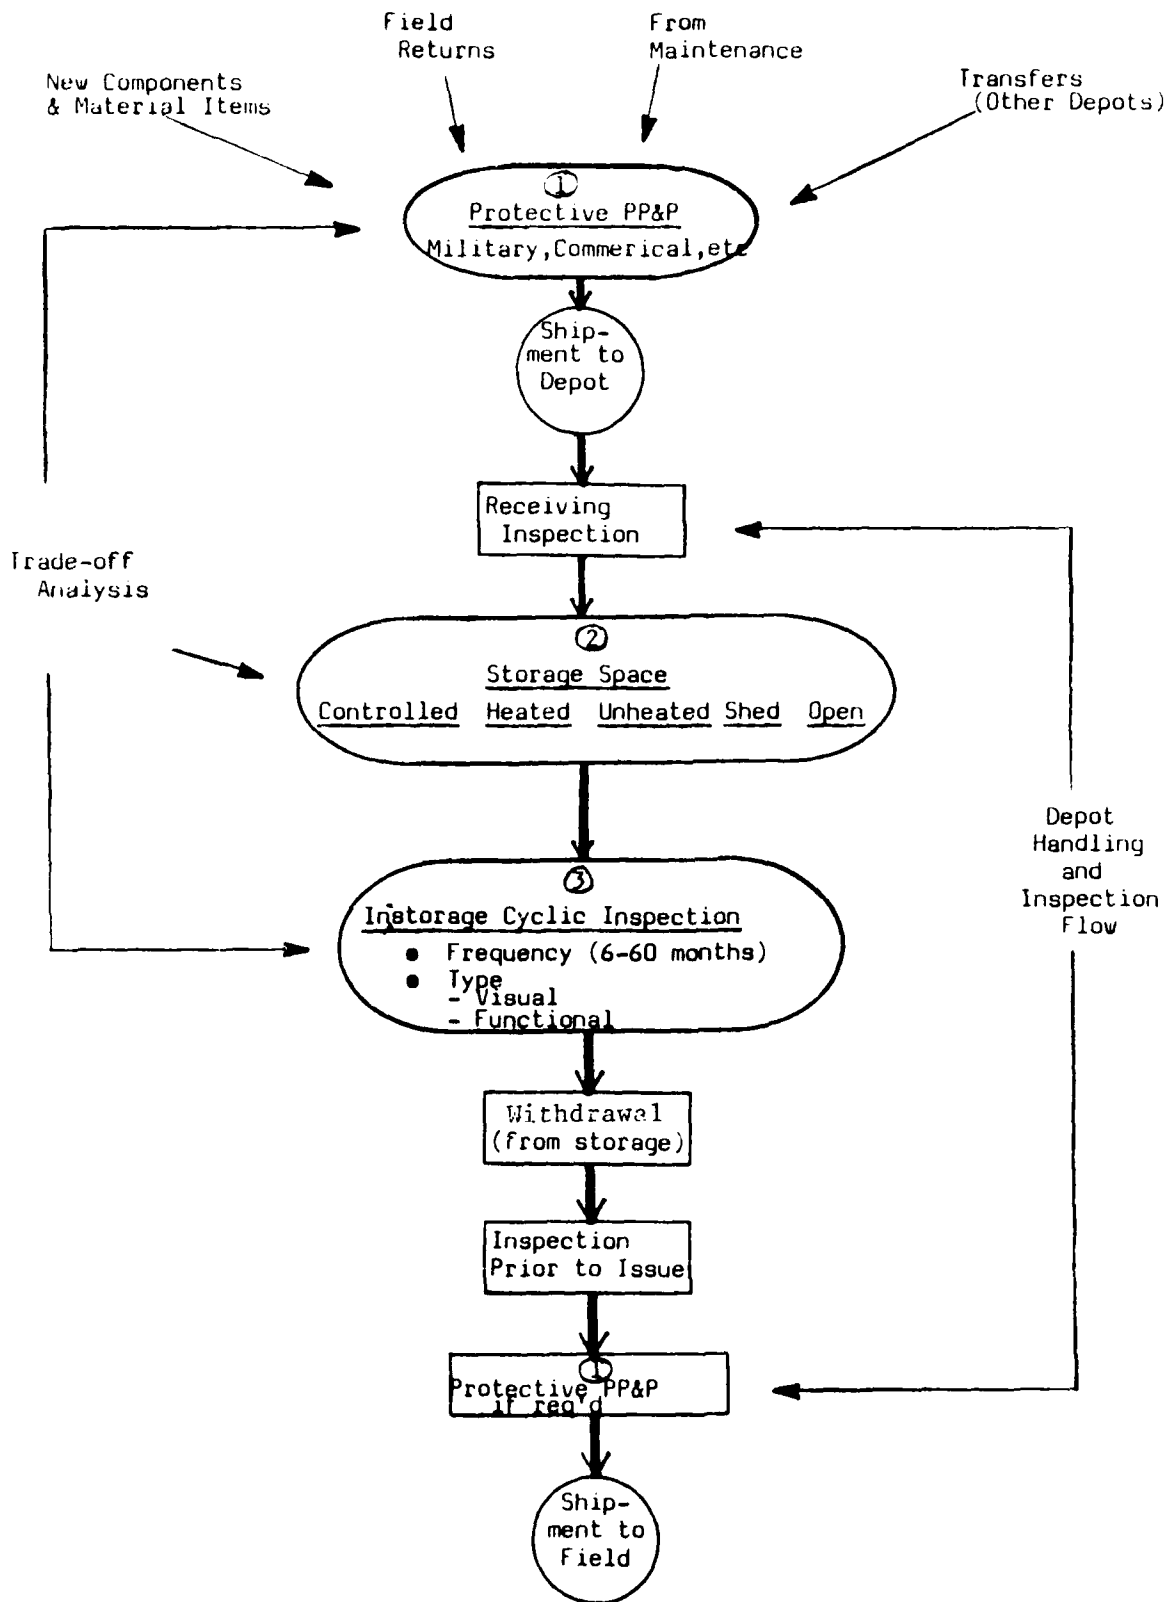 Field
Returns
From
Maintenance
New Components
& Material Items
Transfers
(Other Depots)
1
Protective PP&P
Military,Commerical,etc
Ship-
ment to
Depot
Receiving
Inspection
Trade-off
Analysis
2
Storage Space
Controlled Heated Unheated Shed Open
Depot
Handling
and
Inspection
Flow
3
Instorage Cyclic Inspection
● Frequency (6-60 months)
● Type
- Visual
- Functional
Withdrawal
(from storage)
Inspection
Prior to Issue
1
Protective PP&P
if req'd
Ship-
ment to
Field